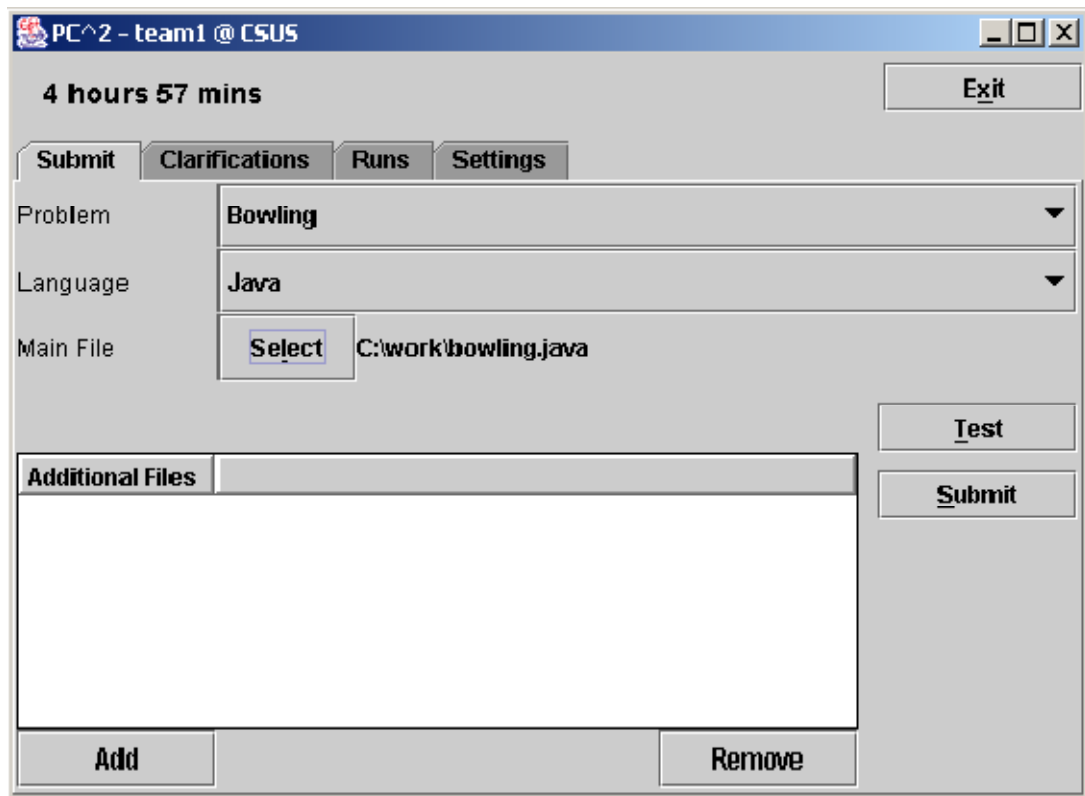 PC^2 - team1 @ CSUS
4 hours 57 mins
Exit
Submit Clarifications Runs Settings
Problem Bowling
Language Java
Main File Select C:\work\bowling.java
Test
Additional Files
Submit
Add Remove